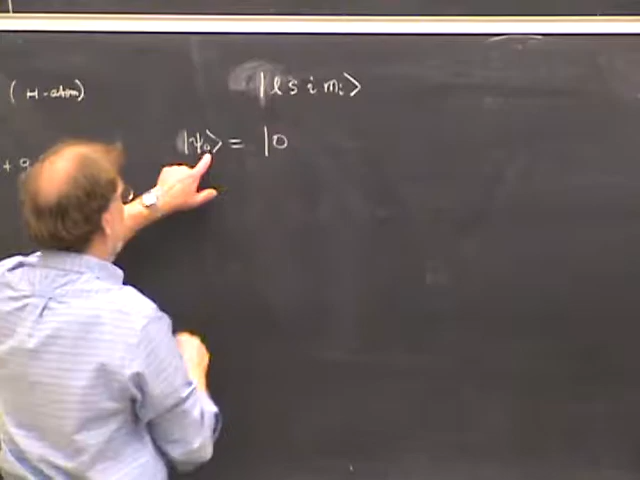 (H-atom)
|l s i mᵢ⟩
|ψ₀⟩ = |0
+ g